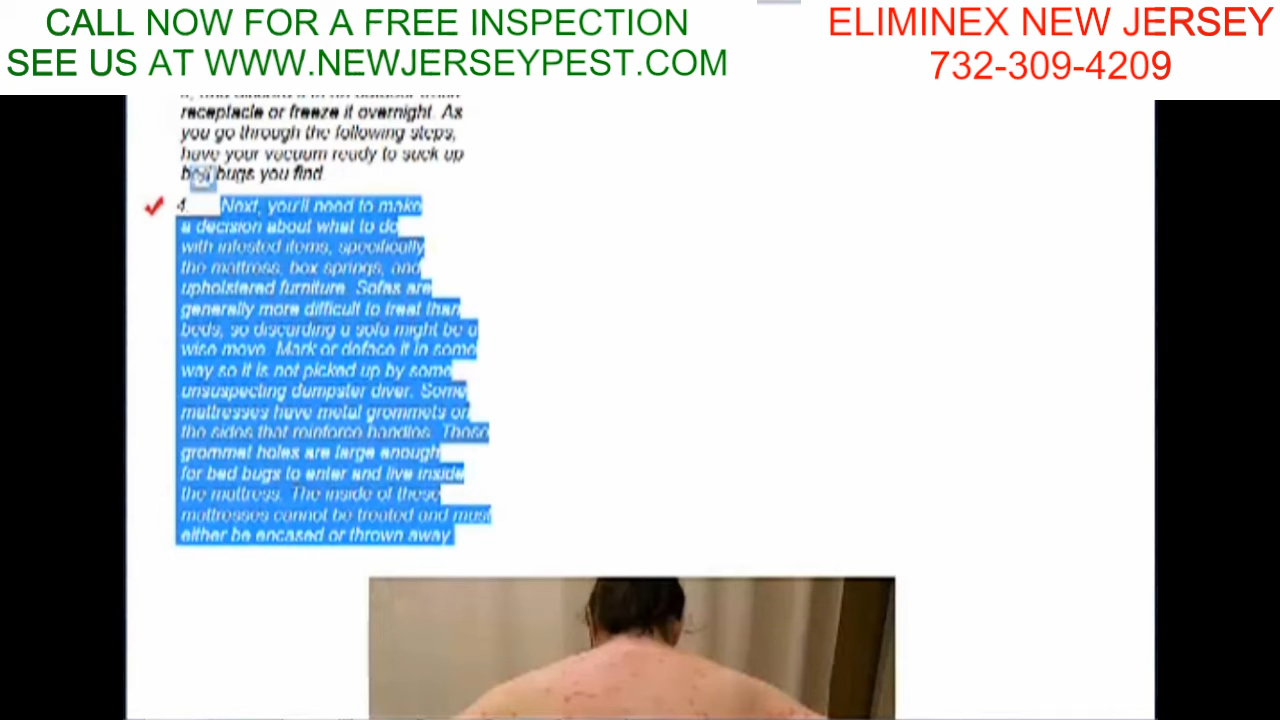 CALL NOW FOR A FREE INSPECTION
SEE US AT WWW.NEWJERSEYPEST.COM
ELIMINEX NEW JERSEY
732-309-4209
receptacle or freeze it overnight. As
you go through the following steps,
have your vacuum ready to suck up
bugs you find.
4. Next, you'll need to make
a decision about what to do
with infested items, specifically
the mattress, box springs, and
upholstered furniture. Sofas are
generally more difficult to treat than
beds, so discarding a sofa might be a
wise move. Mark or deface it in some
way so it is not picked up by some
unsuspecting dumpster diver. Some
mattresses have metal grommets on
the sides that reinforce handles. These
grommet holes are large enough
for bed bugs to enter and live inside
the mattress. The inside of these
mattresses cannot be treated and must
either be encased or thrown away.